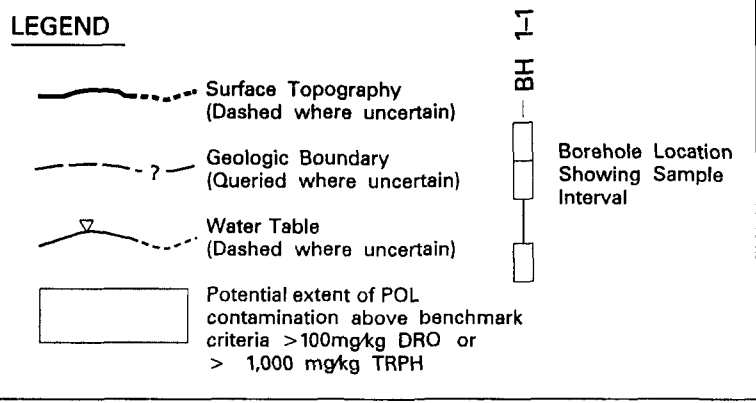 LEGEND
Surface Topography
(Dashed where uncertain)
?
Geologic Boundary
(Queried where uncertain)
Water Table
(Dashed where uncertain)
Potential extent of POL
contamination above benchmark
criteria >100mg/kg DRO or
> 1,000 mg/kg TRPH
BH 1-1
Borehole Location
Showing Sample
Interval